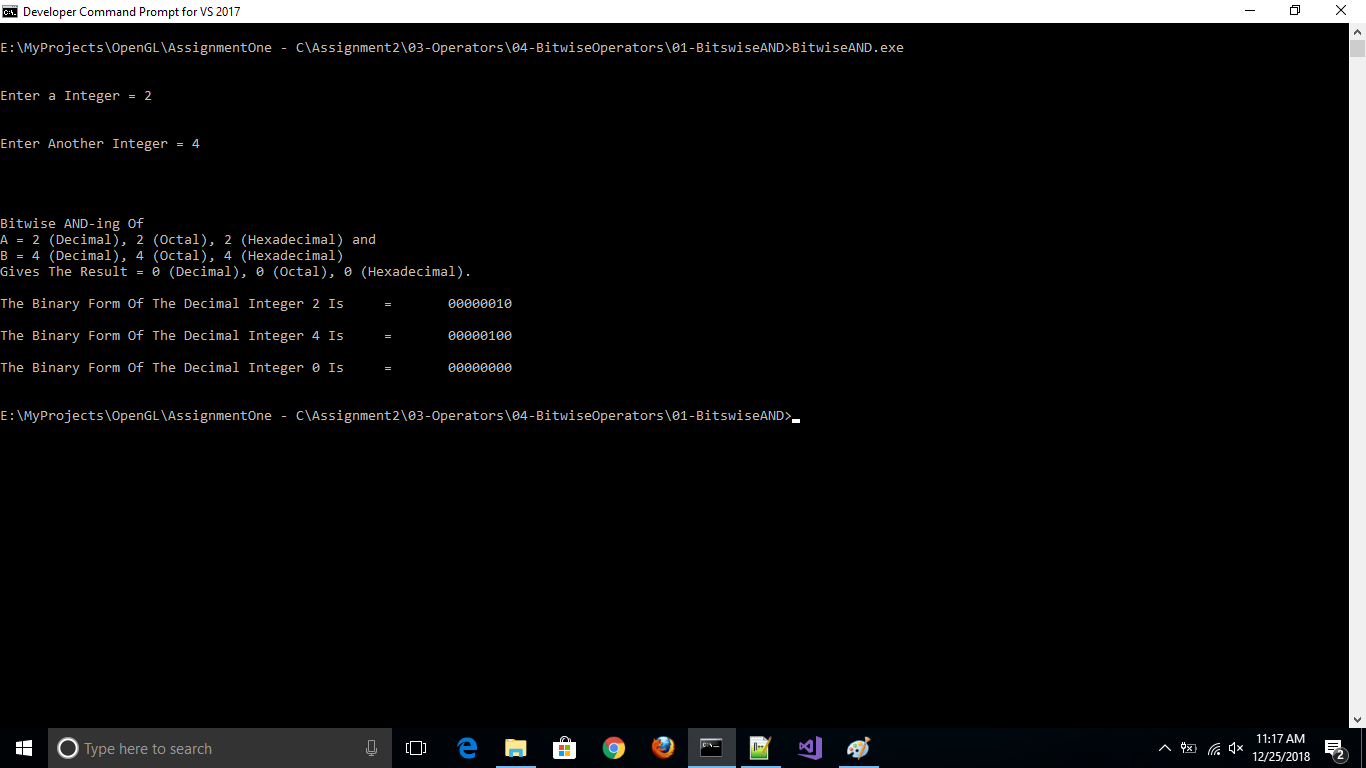 Developer Command Prompt for VS 2017
E:\MyProjects\OpenGL\AssignmentOne - C\Assignment2\03-Operators\04-BitwiseOperators\01-BitswiseAND>BitwiseAND.exe
Enter a Integer = 2
Enter Another Integer = 4
Bitwise AND-ing Of
A = 2 (Decimal), 2 (Octal), 2 (Hexadecimal) and
B = 4 (Decimal), 4 (Octal), 4 (Hexadecimal)
Gives The Result = 0 (Decimal), 0 (Octal), 0 (Hexadecimal).
The Binary Form Of The Decimal Integer 2 Is = 00000010
The Binary Form Of The Decimal Integer 4 Is = 00000100
The Binary Form Of The Decimal Integer 0 Is = 00000000
E:\MyProjects\OpenGL\AssignmentOne - C\Assignment2\03-Operators\04-BitwiseOperators\01-BitswiseAND>
Type here to search
11:17 AM
12/25/2018
2